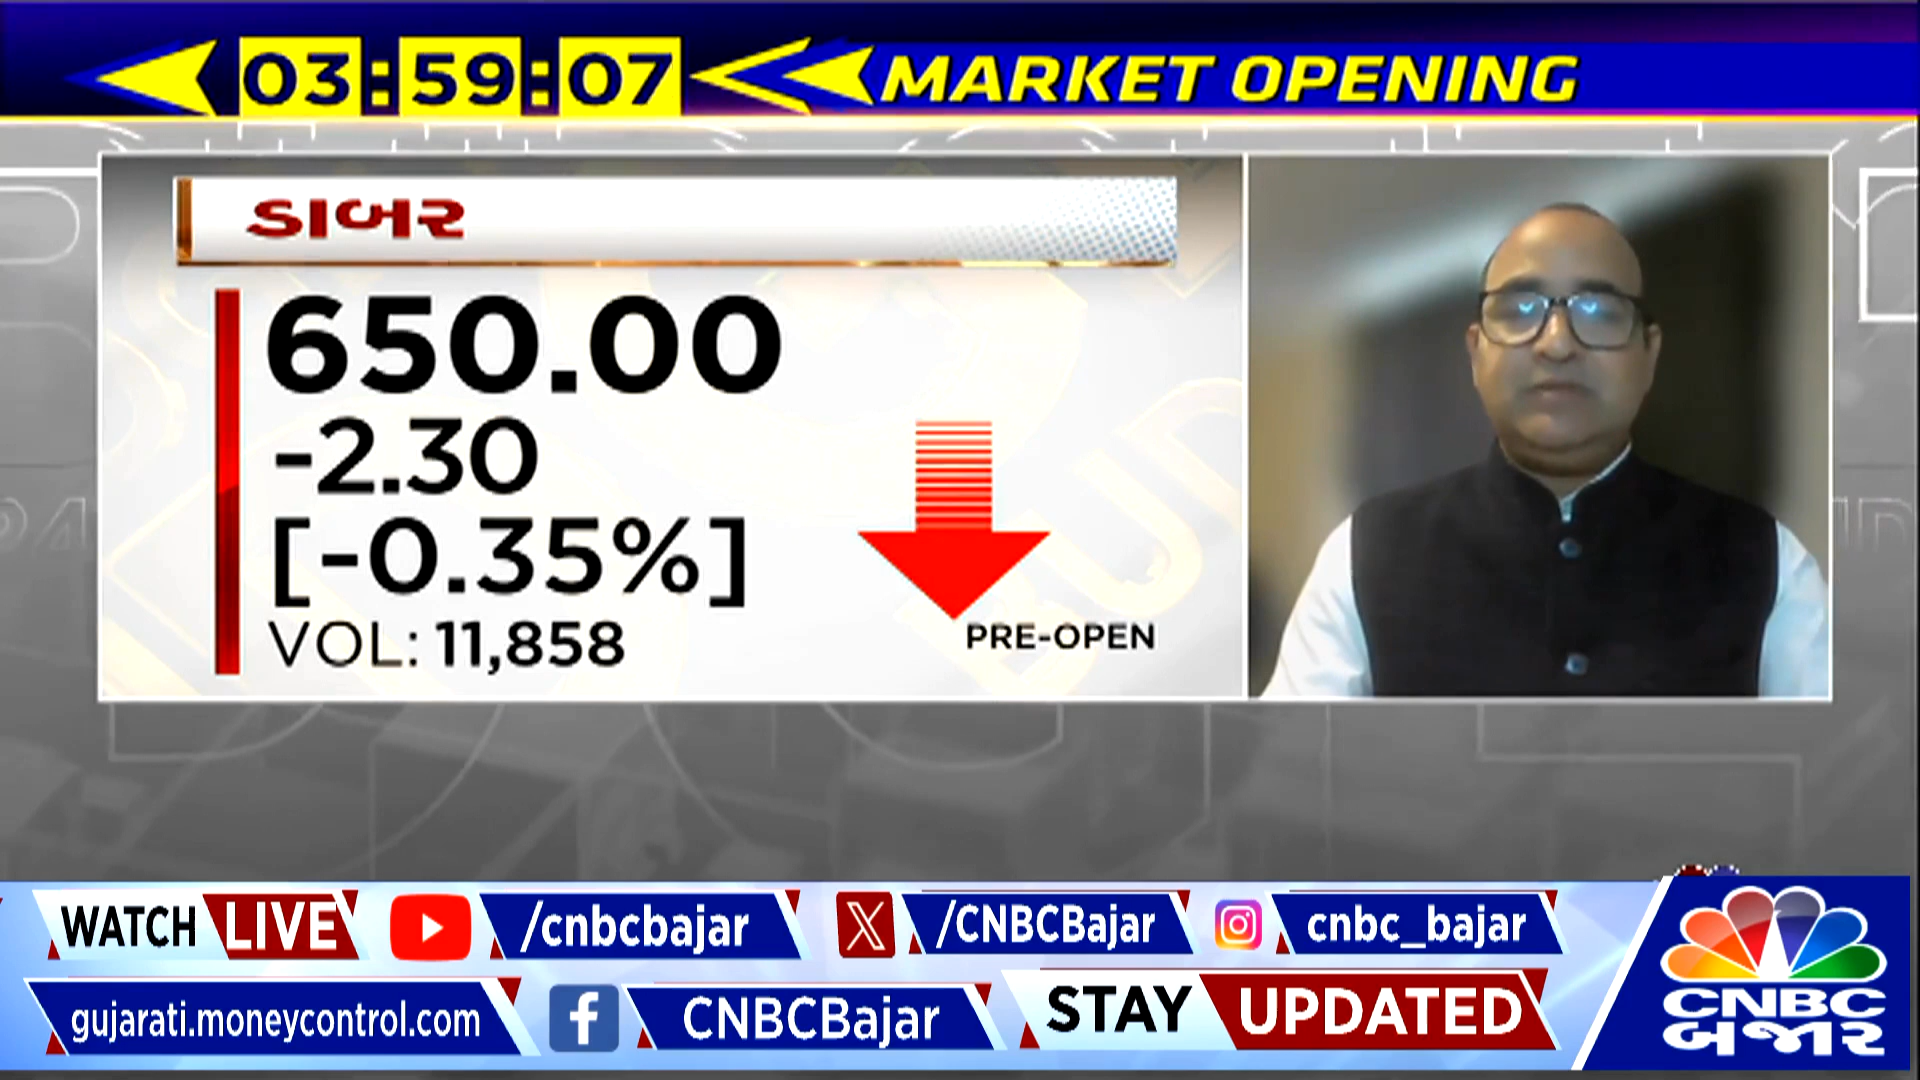 03:59:07 MARKET OPENING
ડાબર
650.00
-2.30
[-0.35%]
VOL: 11,858
PRE-OPEN
WATCH LIVE /cnbcbajar /CNBCBajar cnbc_bajar
gujarati.moneycontrol.com CNBCBajar STAY UPDATED
CNBC
બજાર